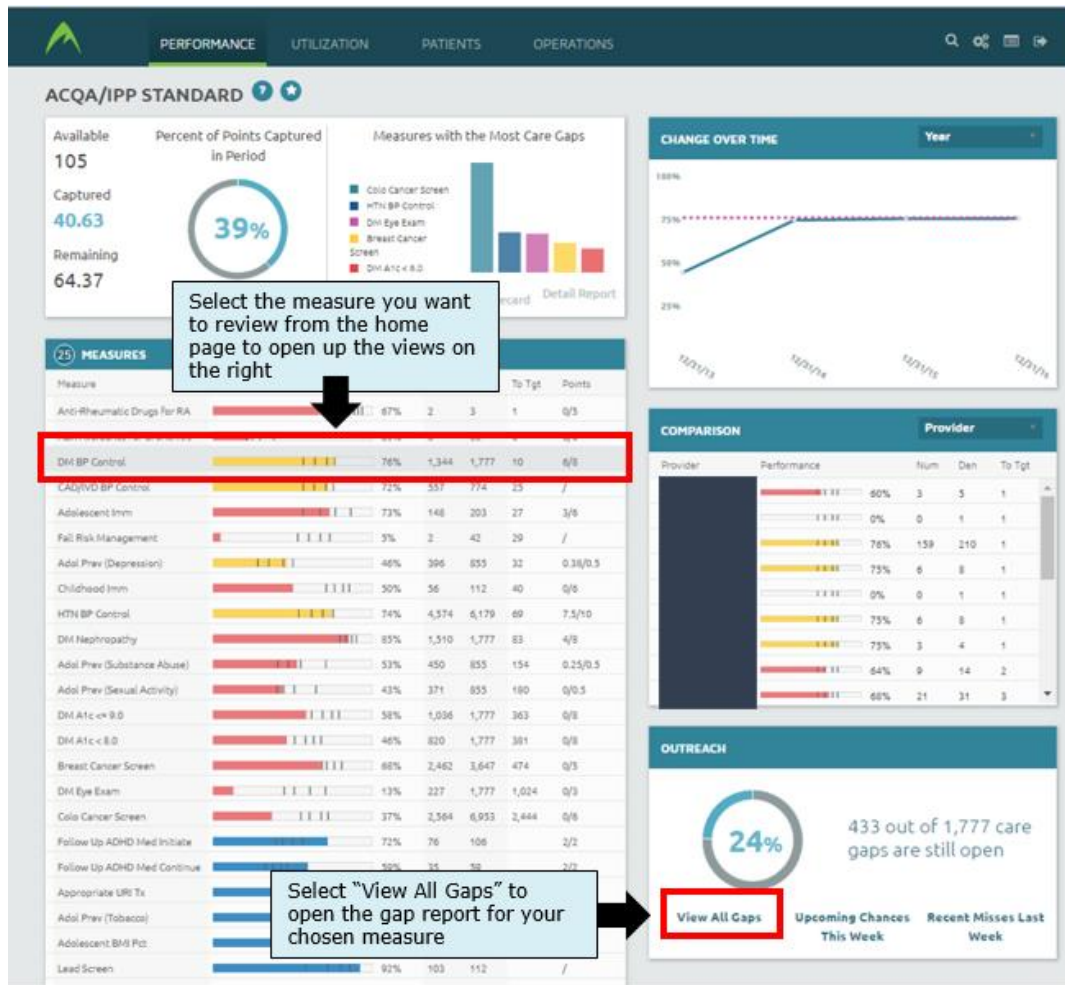 PERFORMANCE UTILIZATION PATIENTS OPERATIONS
ACQA/IPP STANDARD ? ★
Available
105
Captured
40.63
Remaining
64.37
Percent of Points Captured
in Period
39%
Measures with the Most Care Gaps
Colo Cancer Screen
HTN BP Control
DM Eye Exam
Breast Cancer
Screen
DM A1c < 8.0
Detail Report
Select the measure you want
to review from the home
page to open up the views on
the right
25 MEASURES
Measure To Tgt Points
Anti-Rheumatic Drugs for RA 67% 2 3 1 0/5
DM BP Control 76% 1,344 1,777 10 6/8
CAD/IVD BP Control 72% 557 774 25 /
Adolescent Imm 73% 148 203 27 3/6
Fall Risk Management 5% 2 42 29 /
Adol Prev (Depression) 46% 396 855 32 0.38/0.5
Childhood Imm 50% 56 112 40 0/6
HTN BP Control 74% 4,574 6,179 69 7.5/10
DM Nephropathy 85% 1,510 1,777 83 4/8
Adol Prev (Substance Abuse) 53% 450 855 154 0.25/0.5
Adol Prev (Sexual Activity) 43% 371 855 180 0/0.5
DM A1c <= 9.0 58% 1,036 1,777 363 0/8
DM A1c < 8.0 46% 820 1,777 381 0/8
Breast Cancer Screen 68% 2,462 3,647 474 0/5
DM Eye Exam 13% 227 1,777 1,024 0/3
Colo Cancer Screen 37% 2,564 6,953 2,444 0/6
Follow Up ADHD Med Initiate 72% 76 106 2/2
Follow Up ADHD Med Continue 59% 35 58 2/2
Appropriate URI Tx
Adol Prev (Tobacco)
Adolescent BMI Pct
Lead Screen 92% 103 112 /
Select "View All Gaps" to
open the gap report for your
chosen measure
CHANGE OVER TIME Year
100%
75%
50%
25%
12/31/13 12/31/14 12/31/15 12/31/16
COMPARISON Provider
Provider Performance Num Den To Tgt
60% 3 5 1
0% 0 1 1
76% 159 210 1
75% 6 8 1
0% 0 1 1
75% 6 8 1
75% 3 4 1
64% 9 14 2
68% 21 31 3
OUTREACH
24%
433 out of 1,777 care
gaps are still open
View All Gaps
Upcoming Chances
This Week
Recent Misses Last
Week